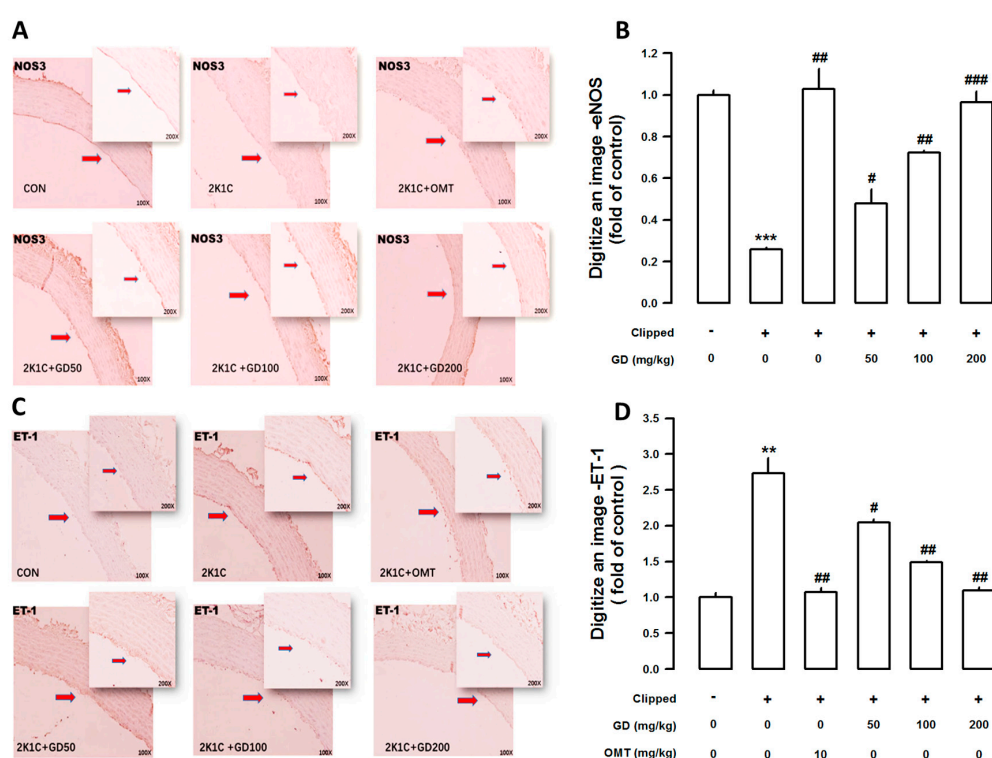 A
NOS3
200X
CON
100X
NOS3
200X
2K1C
100X
NOS3
200X
2K1C+OMT
100X
NOS3
200X
2K1C+GD50
100X
NOS3
200X
2K1C +GD100
100X
NOS3
200X
2K1C+GD200
100X
B
Digitize an image -eNOS
(fold of control)
1.2
1.0
0.8
0.6
0.4
0.2
0.0
***
##
#
##
###
Clipped - + + + + +
GD (mg/kg) 0 0 0 50 100 200
C
ET-1
200X
CON
100X
ET-1
200X
2K1C
100X
ET-1
200X
2K1C+OMT
100X
ET-1
200X
2K1C+GD50
100X
ET-1
200X
2K1C +GD100
100X
ET-1
200X
2K1C+GD200
100X
D
Digitize an image -ET-1
( fold of control )
3.5
3.0
2.5
2.0
1.5
1.0
0.5
0.0
**
##
#
##
##
Clipped - + + + + +
GD (mg/kg) 0 0 0 50 100 200
OMT (mg/kg) 0 0 10 0 0 0